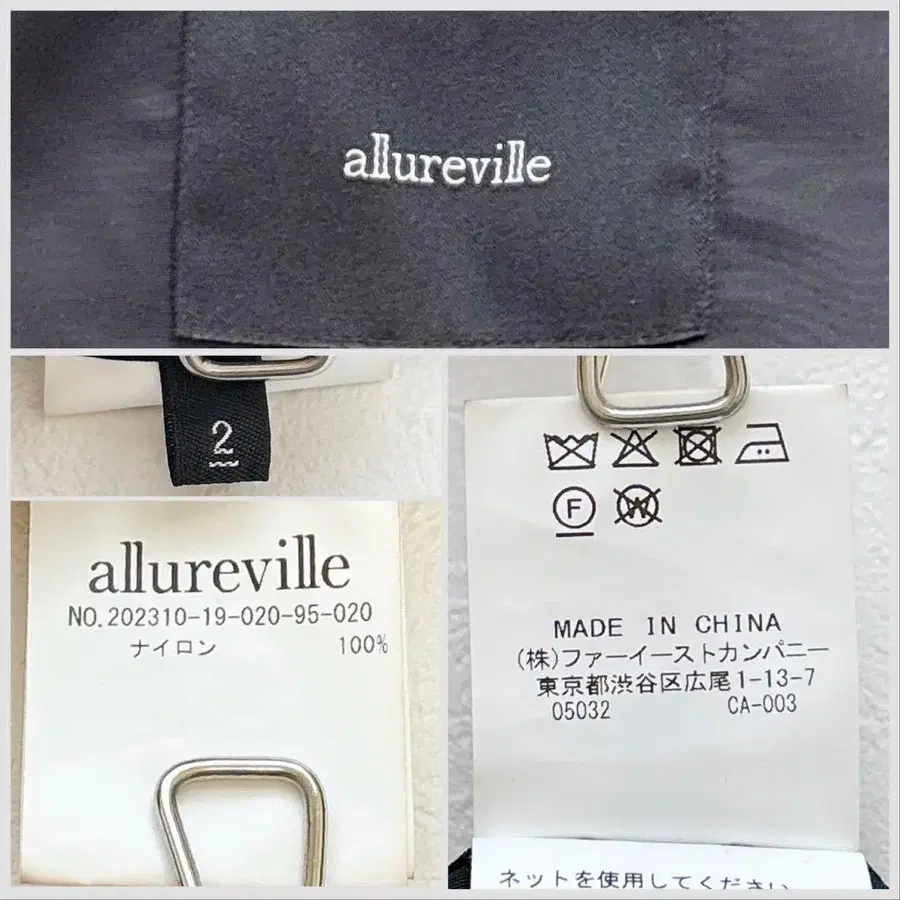 allureville
2
allureville
NO.202310-19-020-95-020
ナイロン 100%
F
W
MADE IN CHINA
(株)ファーイーストカンパニー
東京都渋谷区広尾1-13-7
05032 CA-003
ネットを使用してください